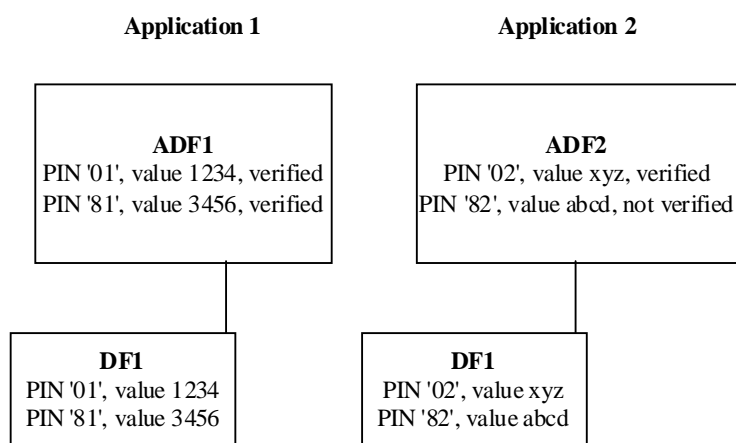 Application 1
Application 2
ADF1
PIN '01', value 1234, verified
PIN '81', value 3456, verified
ADF2
PIN '02', value xyz, verified
PIN '82', value abcd, not verified
DF1
PIN '01', value 1234
PIN '81', value 3456
DF1
PIN '02', value xyz
PIN '82', value abcd